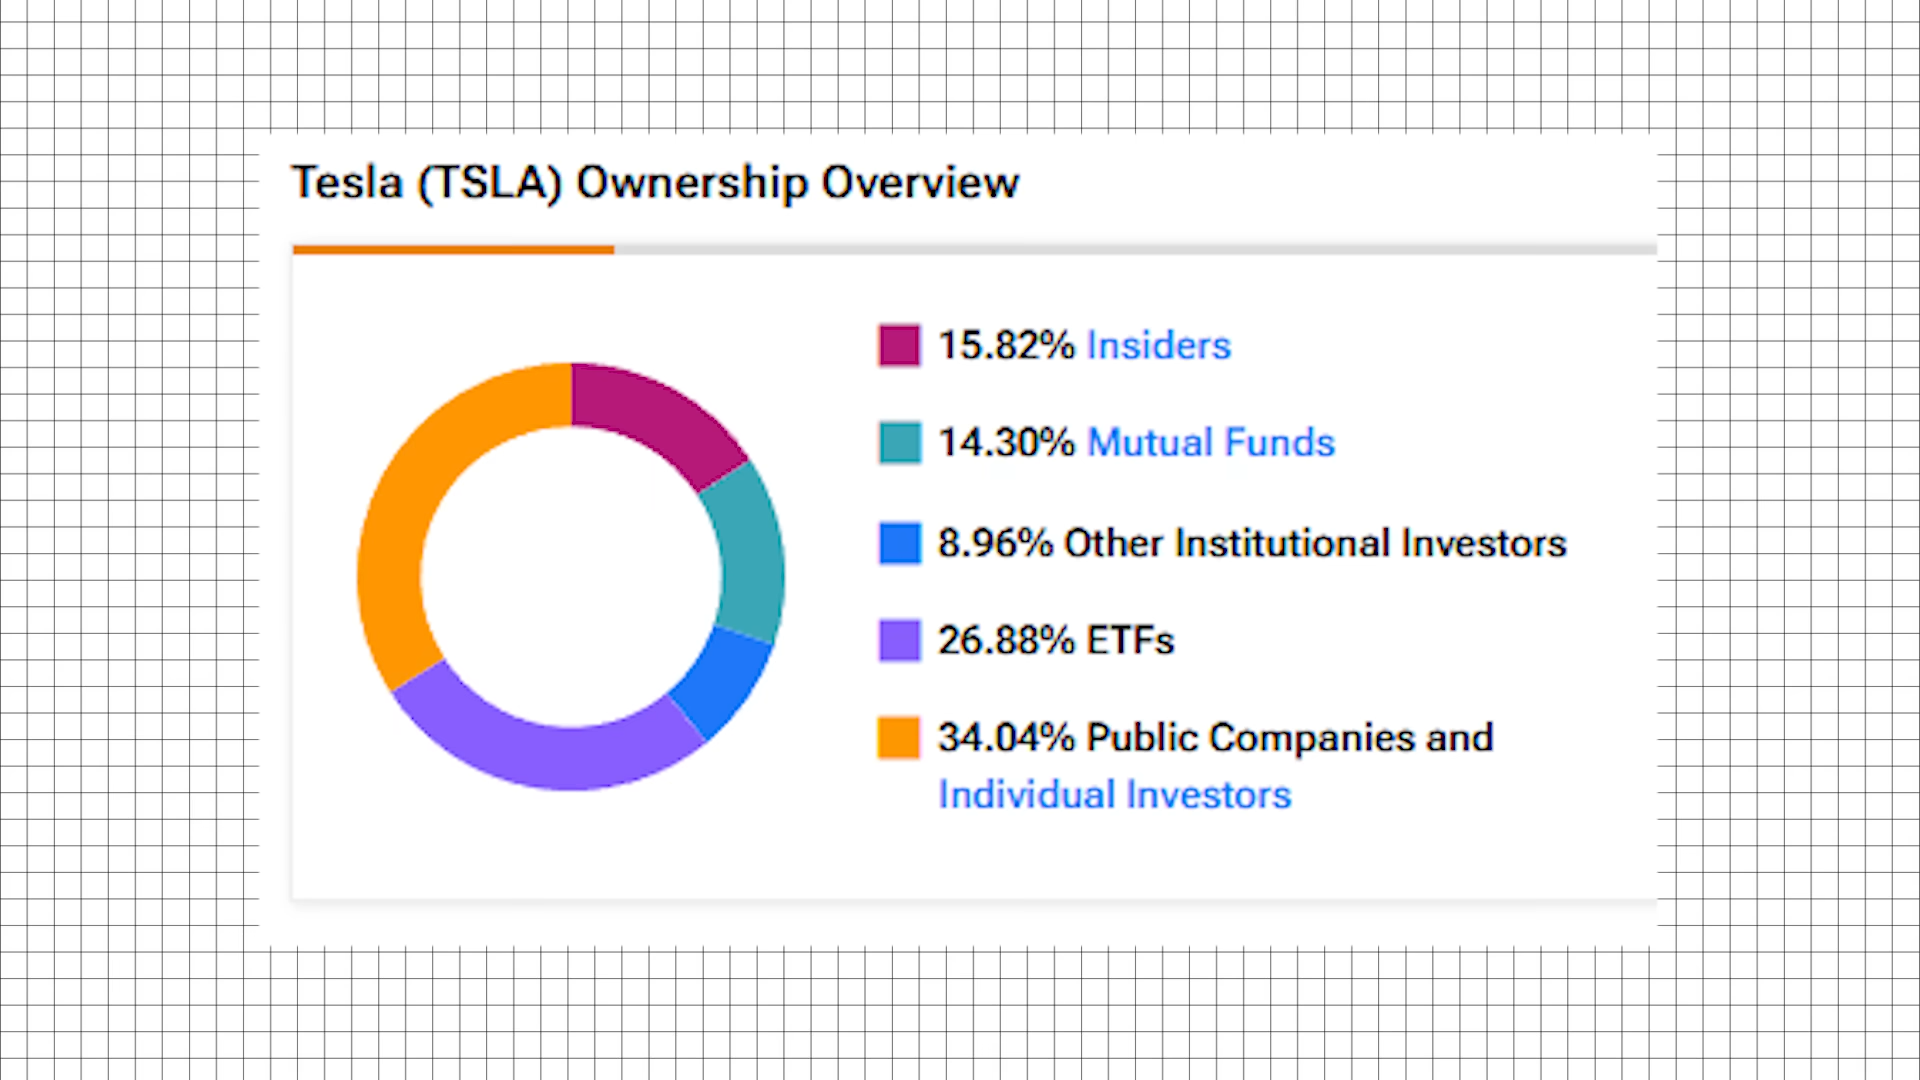 Tesla (TSLA) Ownership Overview
15.82% Insiders
14.30% Mutual Funds
8.96% Other Institutional Investors
26.88% ETFs
34.04% Public Companies and
Individual Investors